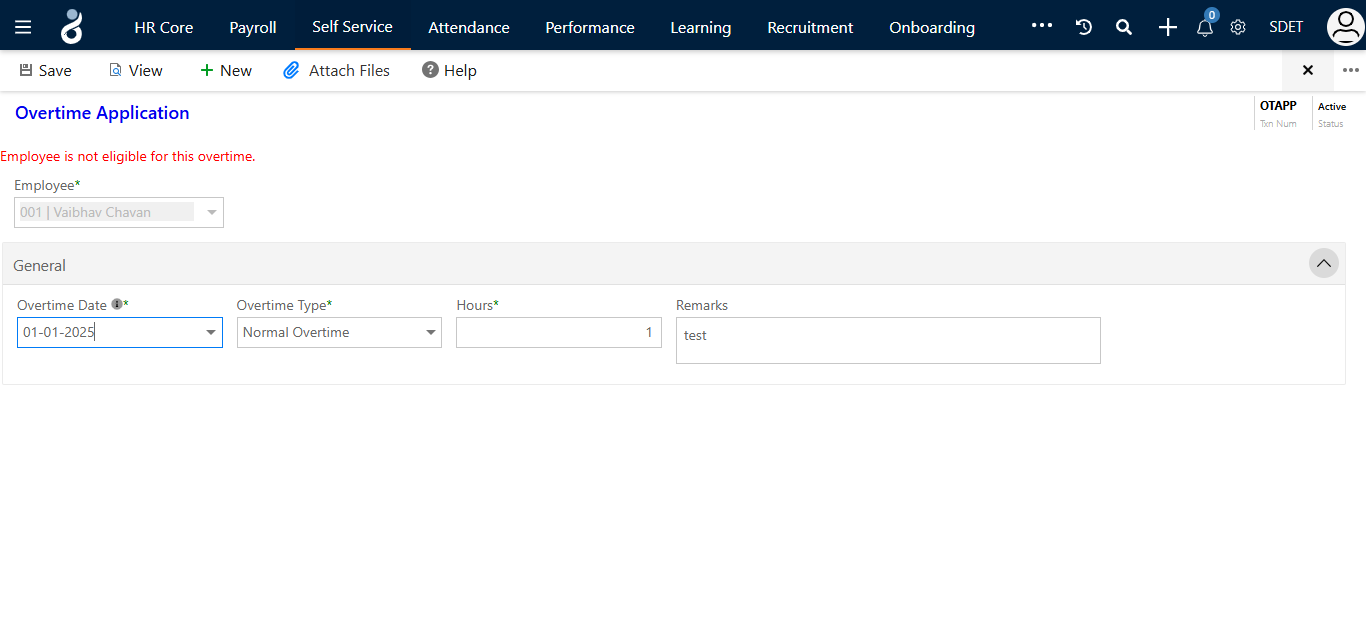 HR Core Payroll Self Service Attendance Performance Learning Recruitment Onboarding ••• 0 SDET
Save View New Attach Files Help
Overtime Application
OTAPP Active
Txn Num Status
Employee is not eligible for this overtime.
Employee*
001 | Vaibhav Chavan
General
Overtime Date * Overtime Type* Hours* Remarks
01-01-2025 Normal Overtime 1 test